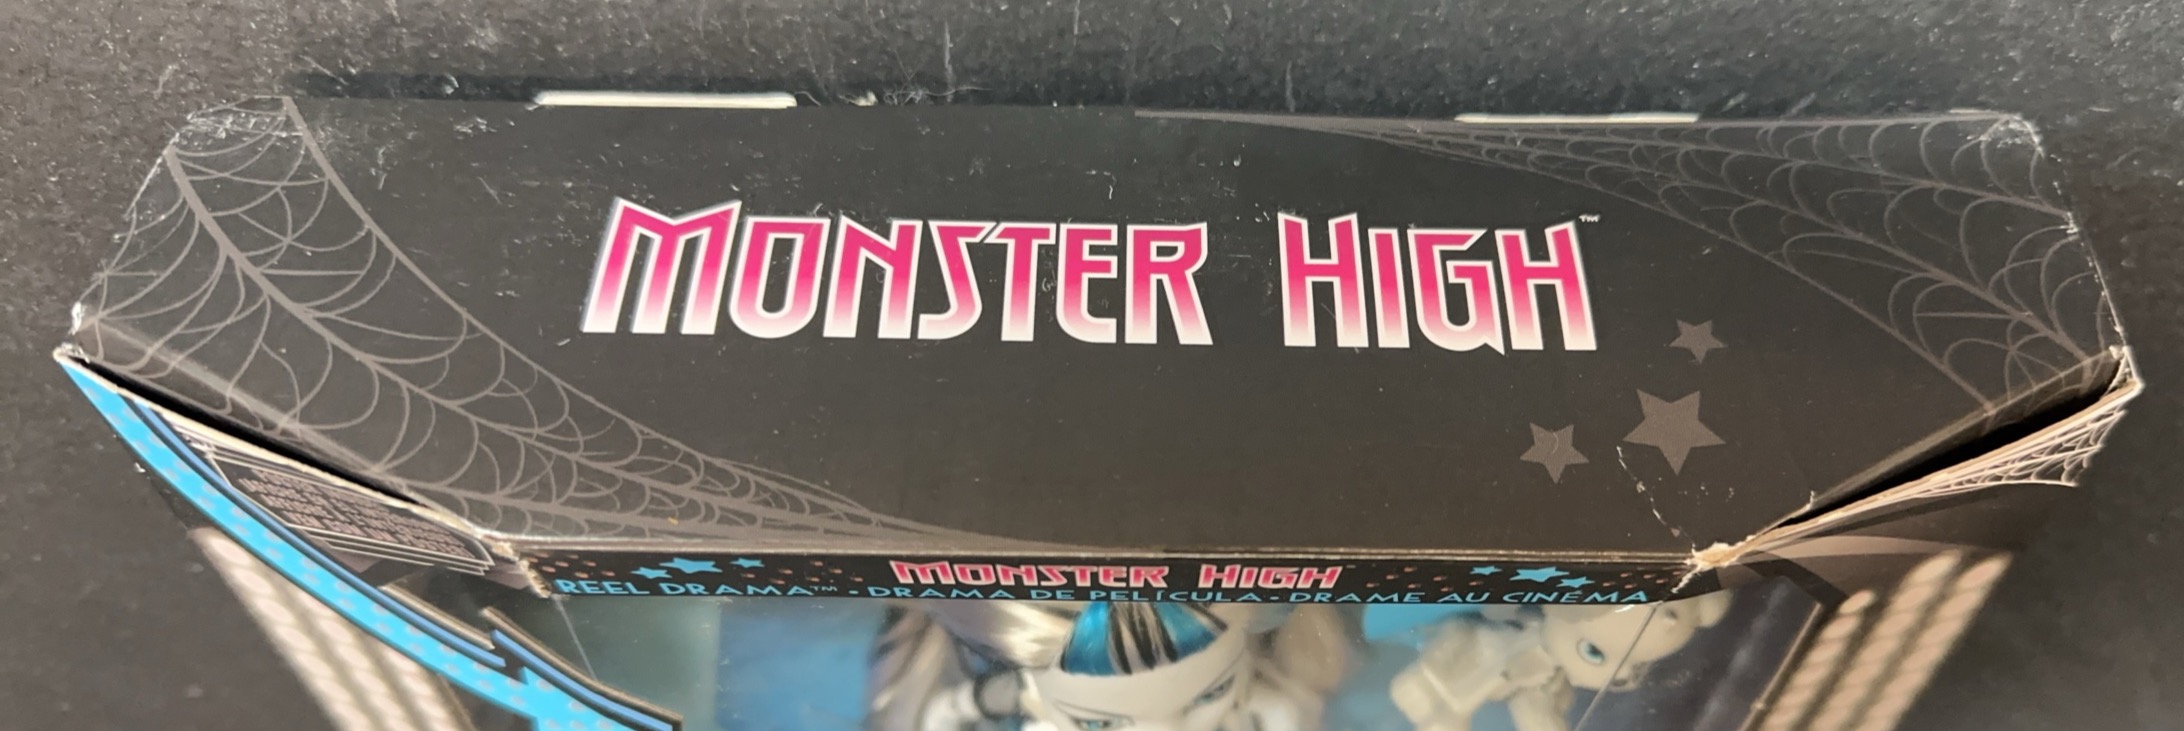 MONSTER HIGH™
MONSTER HIGH
REEL DRAMA™ • DRAMA DE PELÍCULA • DRAME AU CINÉMA